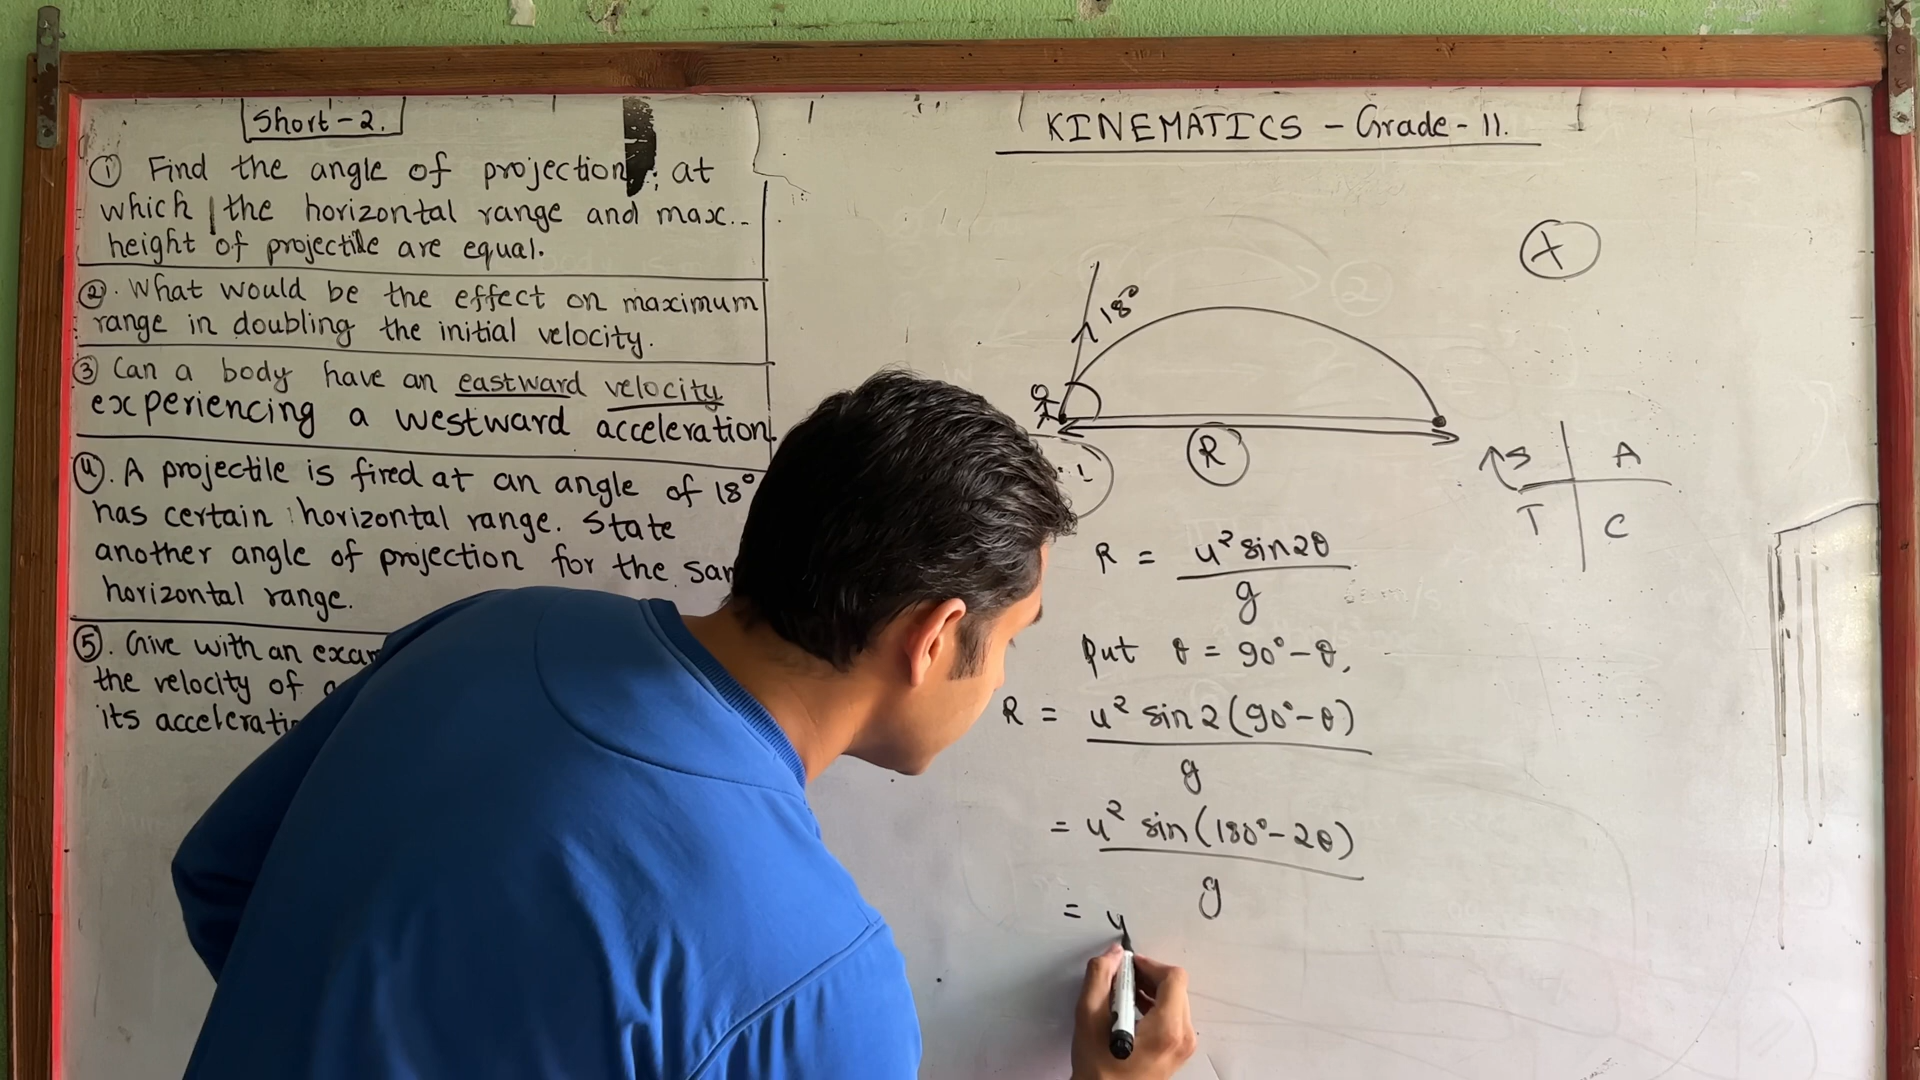 Short-2.
① Find the angle of projection, at
which the horizontal range and max.
height of projectile are equal.
②. What would be the effect on maximum
range in doubling the initial velocity.
③ Can a body have an eastward velocity
experiencing a westward acceleration.
④. A projectile is fired at an angle of 18°
has certain horizontal range. State
another angle of projection for the
horizontal range.
⑤. Give with an
the velocity of
its
KINEMATICS - Grade - 11.
X
18°
R
S A
T C
R = u² sin2θ
g
Put θ = 90° - θ,
R = u² sin 2 (90° - θ)
g
= u² sin (180° - 2θ)
g
= u